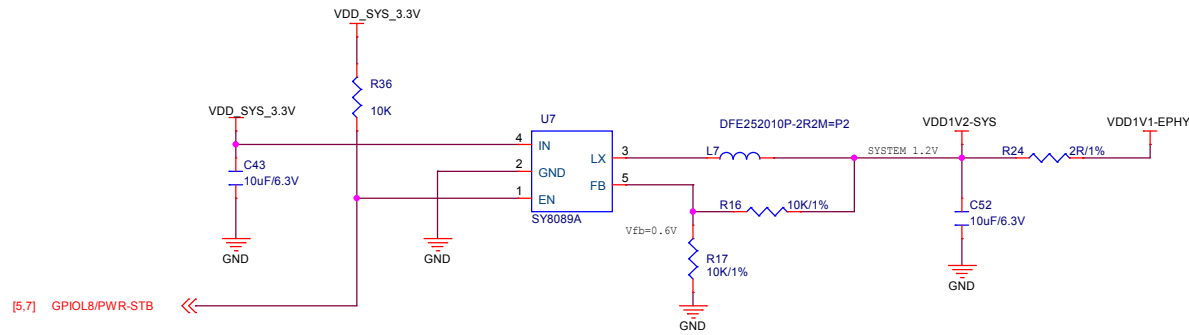 VDD_SYS_3.3V
R36
10K
VDD_SYS_3.3V
C43
10uF/6.3V
GND
U7
4
IN
2
GND
1
EN
LX
3
FB
5
SY8089A
GND
DFE252010P-2R2M=P2
L7
SYSTEM 1.2V
VDD1V2-SYS
VDD1V1-EPHY
R24
2R/1%
R16
10K/1%
Vfb=0.6V
R17
10K/1%
GND
C52
10uF/6.3V
GND
[5,7] GPIOL8/PWR-STB